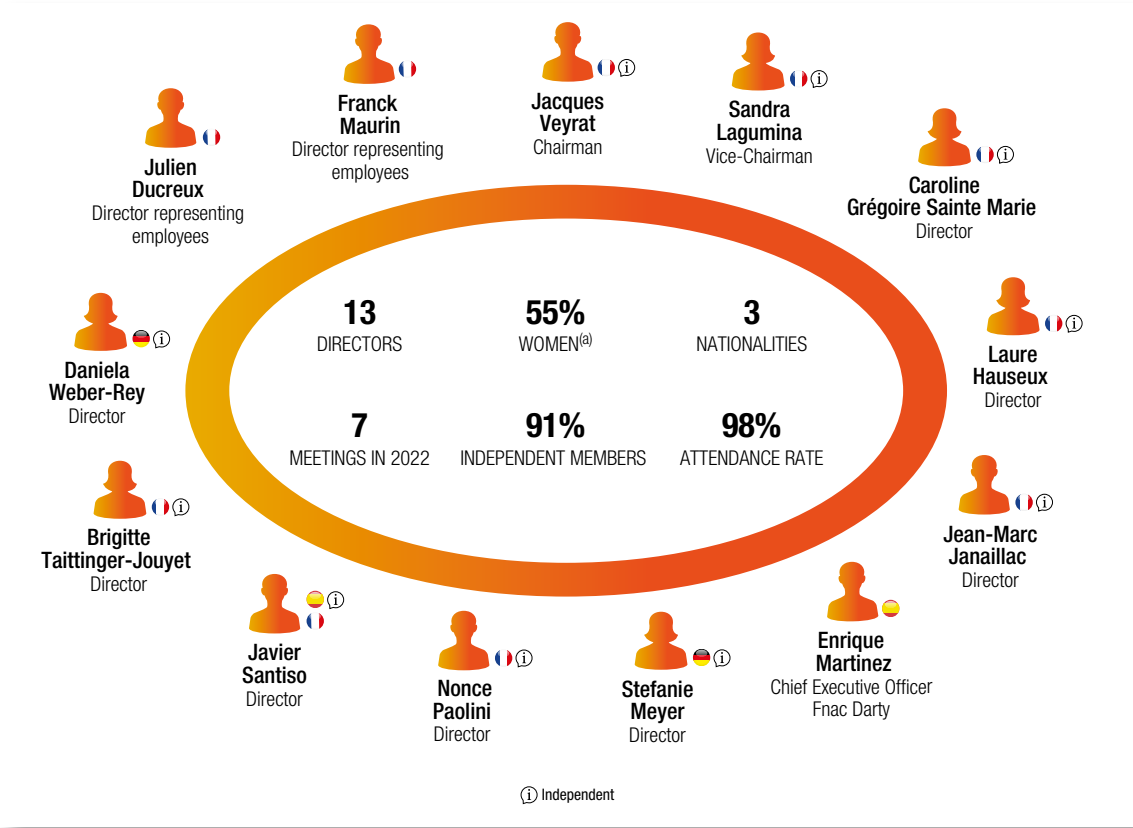 Franck
Maurin
Director representing
employees
Jacques
Veyrat
Chairman
Sandra
Lagumina
Vice-Chairman
Julien
Ducreux
Director representing
employees
Caroline
Grégoire Sainte Marie
Director
13
DIRECTORS
55%
WOMEN(a)
3
NATIONALITIES
Daniela
Weber-Rey
Director
Laure
Hauseux
Director
7
MEETINGS IN 2022
91%
INDEPENDENT MEMBERS
98%
ATTENDANCE RATE
Brigitte
Taittinger-Jouyet
Director
Jean-Marc
Janaillac
Director
Javier
Santiso
Director
Nonce
Paolini
Director
Stefanie
Meyer
Director
Enrique
Martinez
Chief Executive Officer
Fnac Darty
i Independent